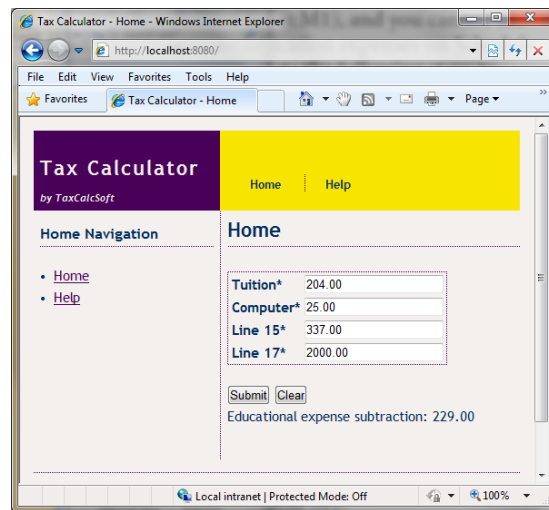 Tax Calculator - Home - Windows Internet Explorer
http://localhost:8080/
File Edit View Favorites Tools Help
Favorites Tax Calculator - Home Page
Tax Calculator
by TaxCalcSoft
Home Help
Home Navigation
Home
Help
Home
Tuition* 204.00
Computer* 25.00
Line 15* 337.00
Line 17* 2000.00
Submit Clear
Educational expense subtraction: 229.00
Local intranet | Protected Mode: Off 100%